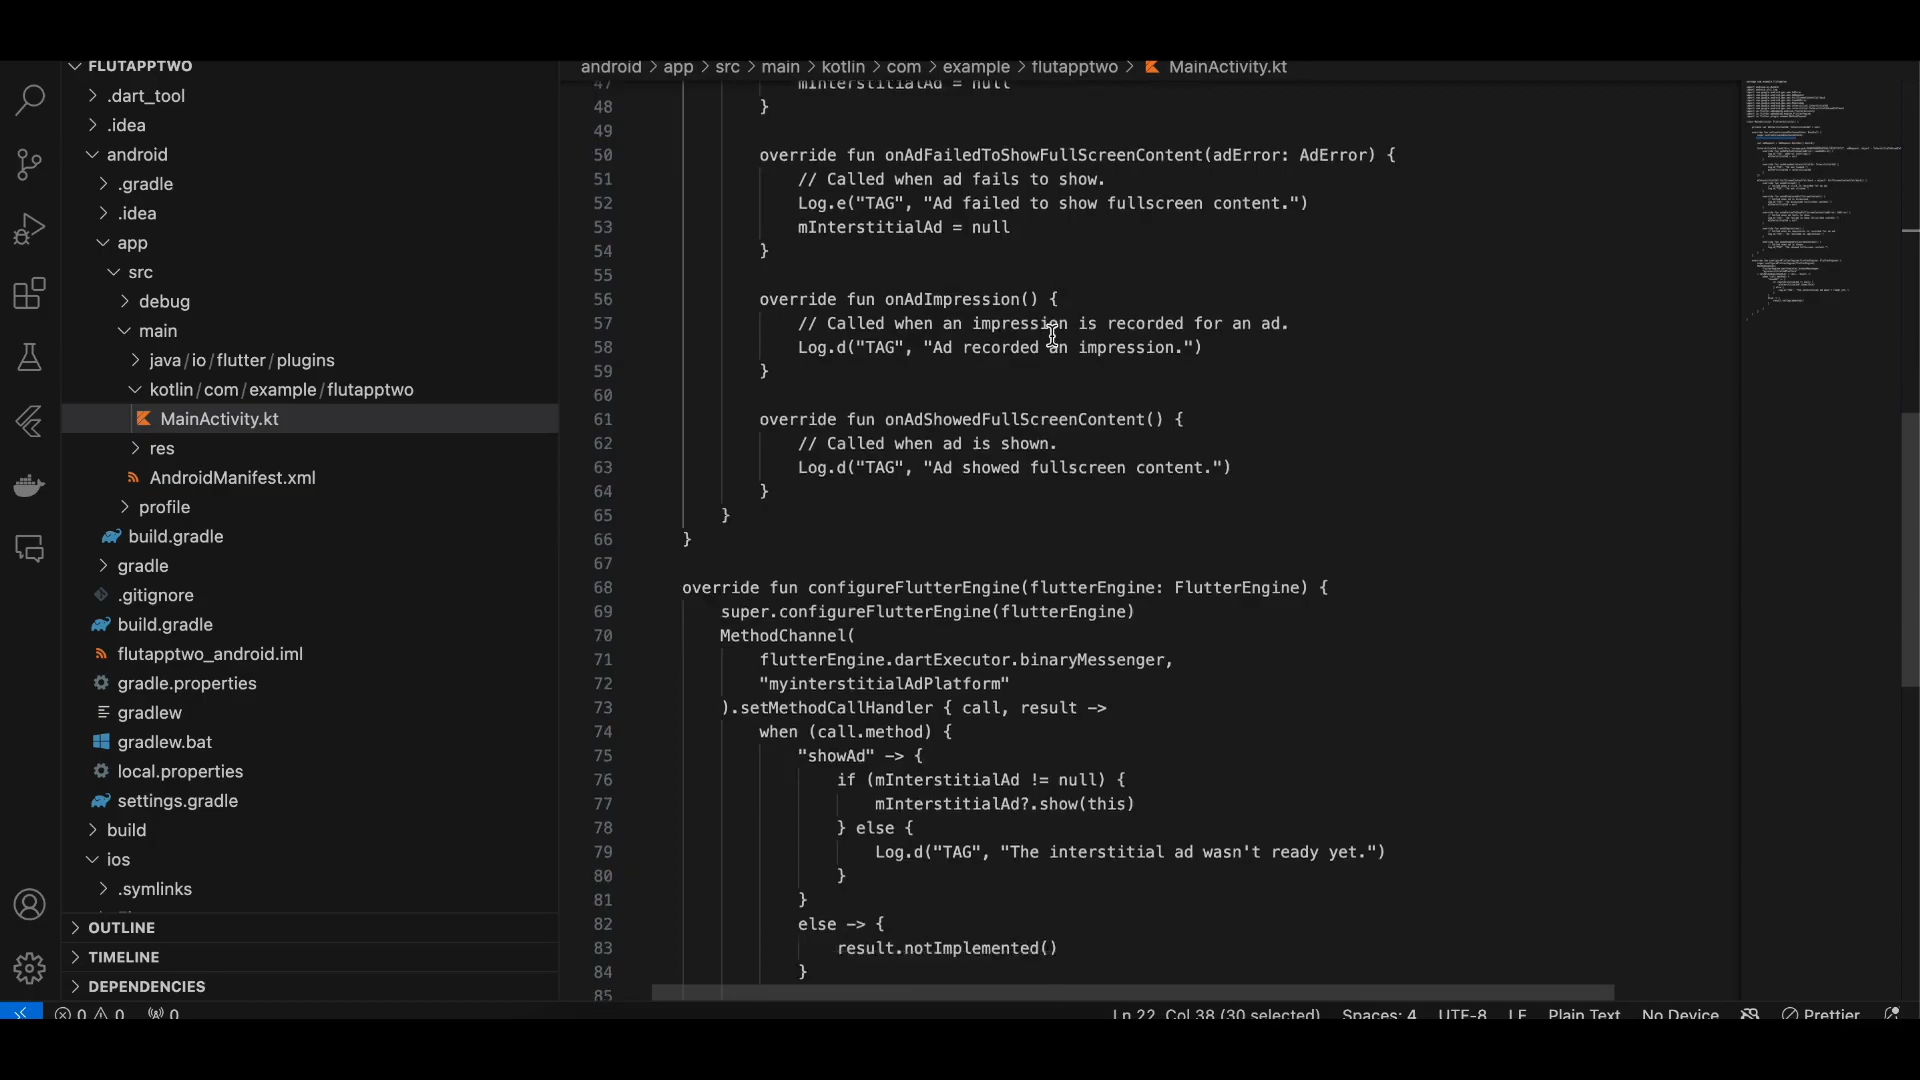 FLUTAPPTWO
.dart_tool
.idea
android
.gradle
.idea
app
src
debug
main
java/io/flutter/plugins
kotlin/com/example/flutapptwo
MainActivity.kt
res
AndroidManifest.xml
profile
build.gradle
gradle
.gitignore
build.gradle
flutapptwo_android.iml
gradle.properties
gradlew
gradlew.bat
local.properties
settings.gradle
build
ios
.symlinks
OUTLINE
TIMELINE
DEPENDENCIES
android > app > src > main > kotlin > com > example > flutapptwo > MainActivity.kt
47 mInterstitialAd = null
48 }
49
50 override fun onAdFailedToShowFullScreenContent(adError: AdError) {
51 // Called when ad fails to show.
52 Log.e("TAG", "Ad failed to show fullscreen content.")
53 mInterstitialAd = null
54 }
55
56 override fun onAdImpression() {
57 // Called when an impression is recorded for an ad.
58 Log.d("TAG", "Ad recorded an impression.")
59 }
60
61 override fun onAdShowedFullScreenContent() {
62 // Called when ad is shown.
63 Log.d("TAG", "Ad showed fullscreen content.")
64 }
65 }
66 }
67
68 override fun configureFlutterEngine(flutterEngine: FlutterEngine) {
69 super.configureFlutterEngine(flutterEngine)
70 MethodChannel(
71 flutterEngine.dartExecutor.binaryMessenger,
72 "myinterstitialAdPlatform"
73 ).setMethodCallHandler { call, result ->
74 when (call.method) {
75 "showAd" -> {
76 if (mInterstitialAd != null) {
77 mInterstitialAd?.show(this)
78 } else {
79 Log.d("TAG", "The interstitial ad wasn't ready yet.")
80 }
81 }
82 else -> {
83 result.notImplemented()
84 }
85
0 0 0 Ln 22, Col 38 (30 selected) Spaces: 4 UTF-8 LF Plain Text No Device Prettier